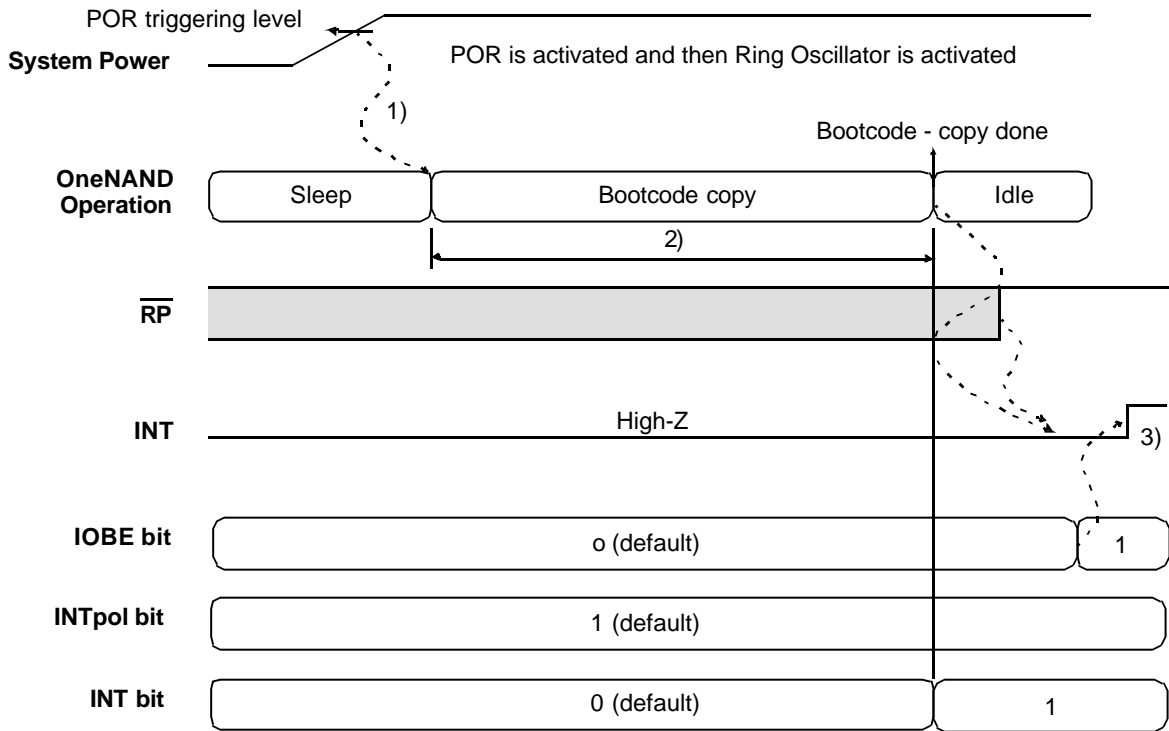 POR triggering level
System Power
POR is activated and then Ring Oscillator is activated
1)
Bootcode - copy done
OneNAND
Operation
Sleep
Bootcode copy
Idle
2)
RP
INT
High-Z
3)
IOBE bit
o (default)
1
INTpol bit
1 (default)
INT bit
0 (default)
1